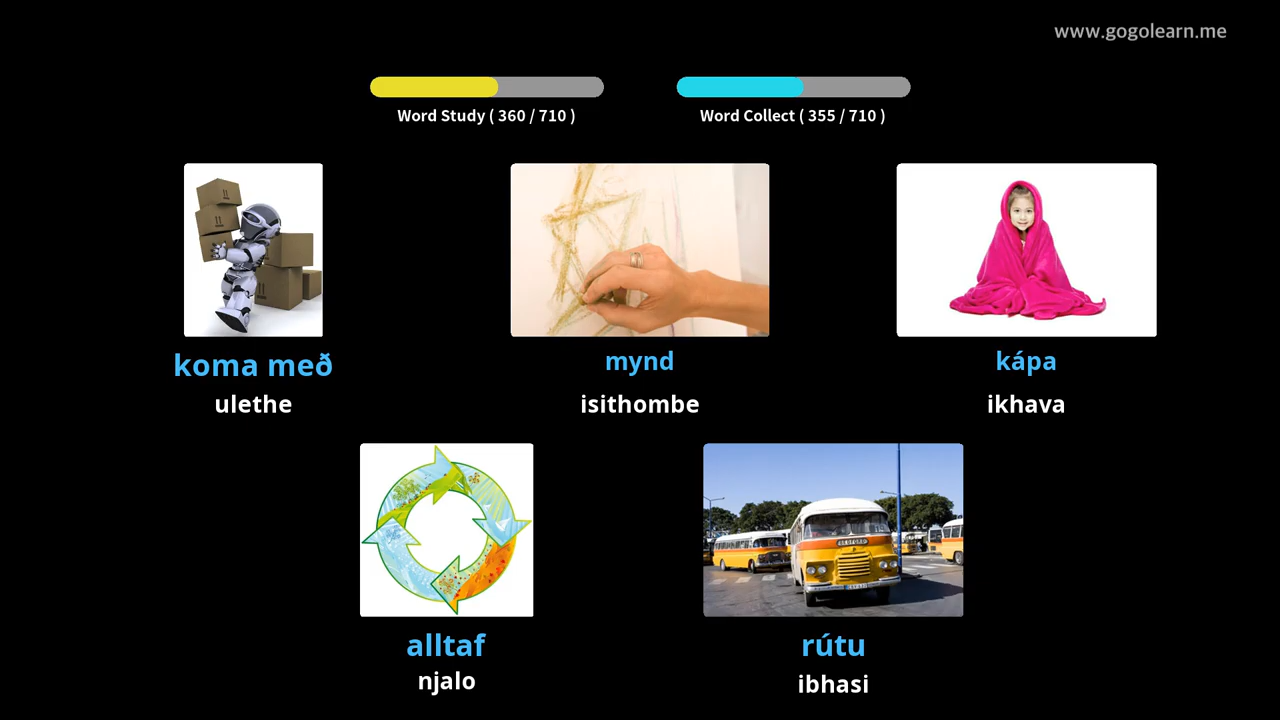 www.gogolearn.me
Word Study ( 360 / 710 )
Word Collect ( 355 / 710 )
koma með
ulethe
mynd
isithombe
kápa
ikhava
alltaf
njalo
BEDFORD
rútu
ibhasi